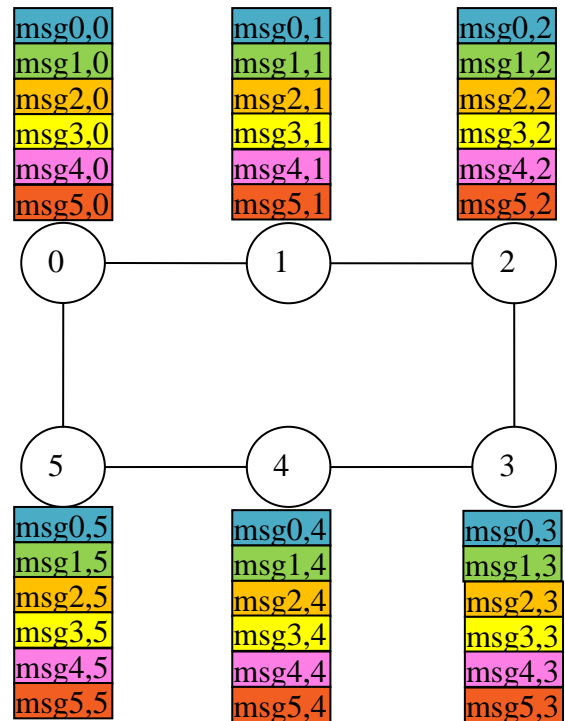 msg0,0 msg0,1 msg0,2
msg1,0 msg1,1 msg1,2
msg2,0 msg2,1 msg2,2
msg3,0 msg3,1 msg3,2
msg4,0 msg4,1 msg4,2
msg5,0 msg5,1 msg5,2
0 1 2
5 4 3
msg0,5 msg0,4 msg0,3
msg1,5 msg1,4 msg1,3
msg2,5 msg2,4 msg2,3
msg3,5 msg3,4 msg3,3
msg4,5 msg4,4 msg4,3
msg5,5 msg5,4 msg5,3